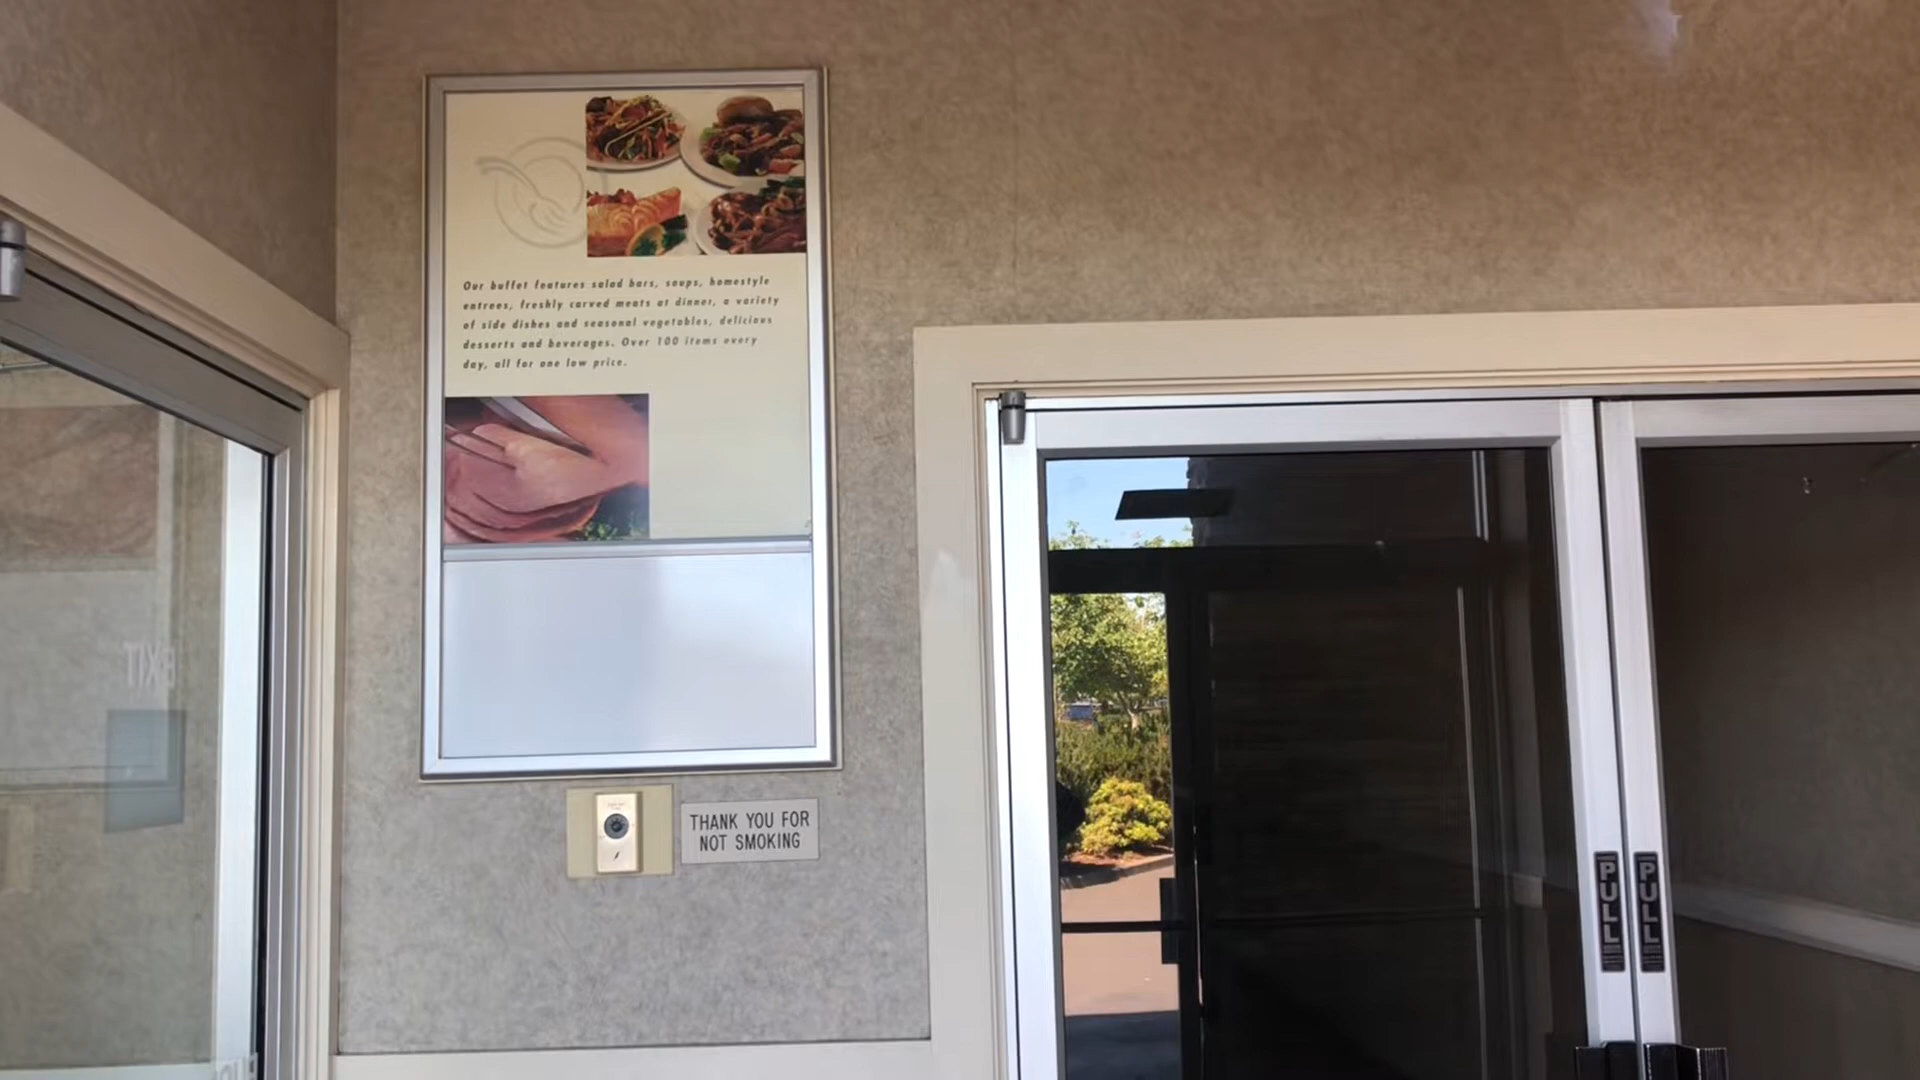 Our buffet features salad bars, soups, homestyle
entrees, freshly carved meats at dinner, a variety
of side dishes and seasonal vegetables, delicious
desserts and beverages. Over 100 items every
day, all for one low price.
EXIT
THANK YOU FOR
NOT SMOKING
PULL
PULL